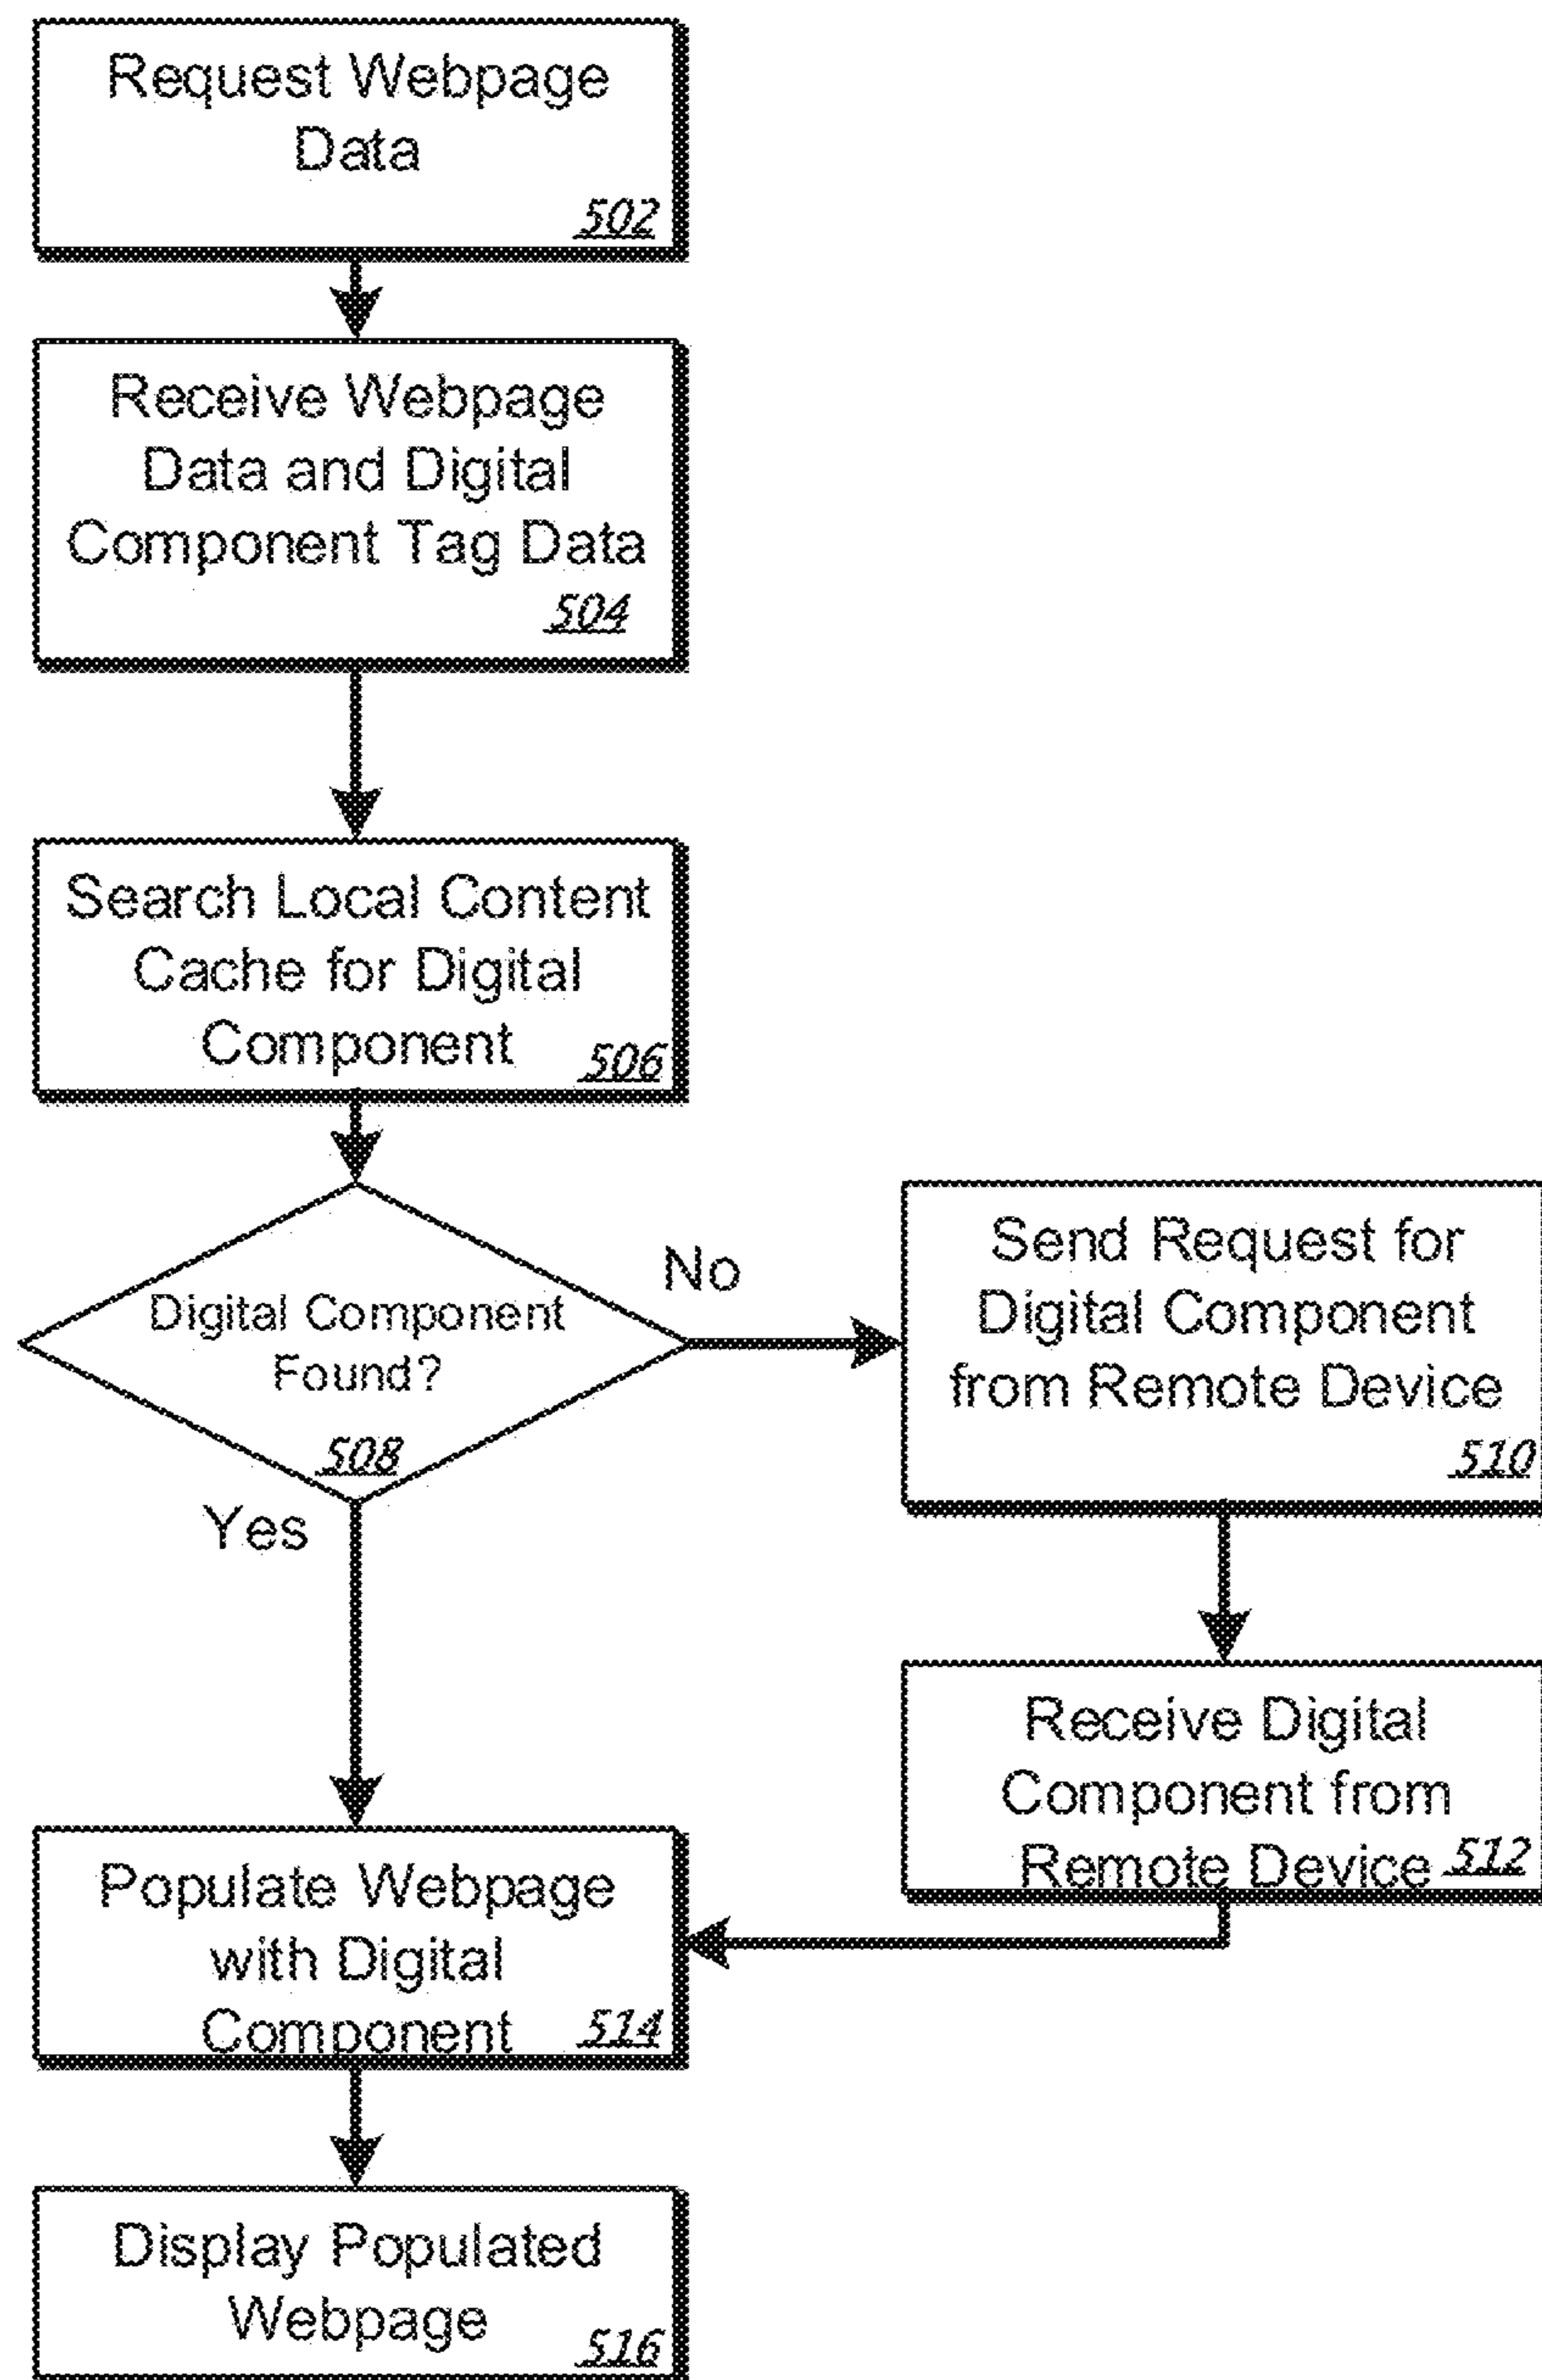 Request Webpage
Data
502
Receive Webpage
Data and Digital
Component Tag Data
504
Search Local Content
Cache for Digital
Component 506
Digital Component
Found?
508
No
Yes
Send Request for
Digital Component
from Remote Device
510
Receive Digital
Component from
Remote Device 512
Populate Webpage
with Digital
Component 514
Display Populated
Webpage
516